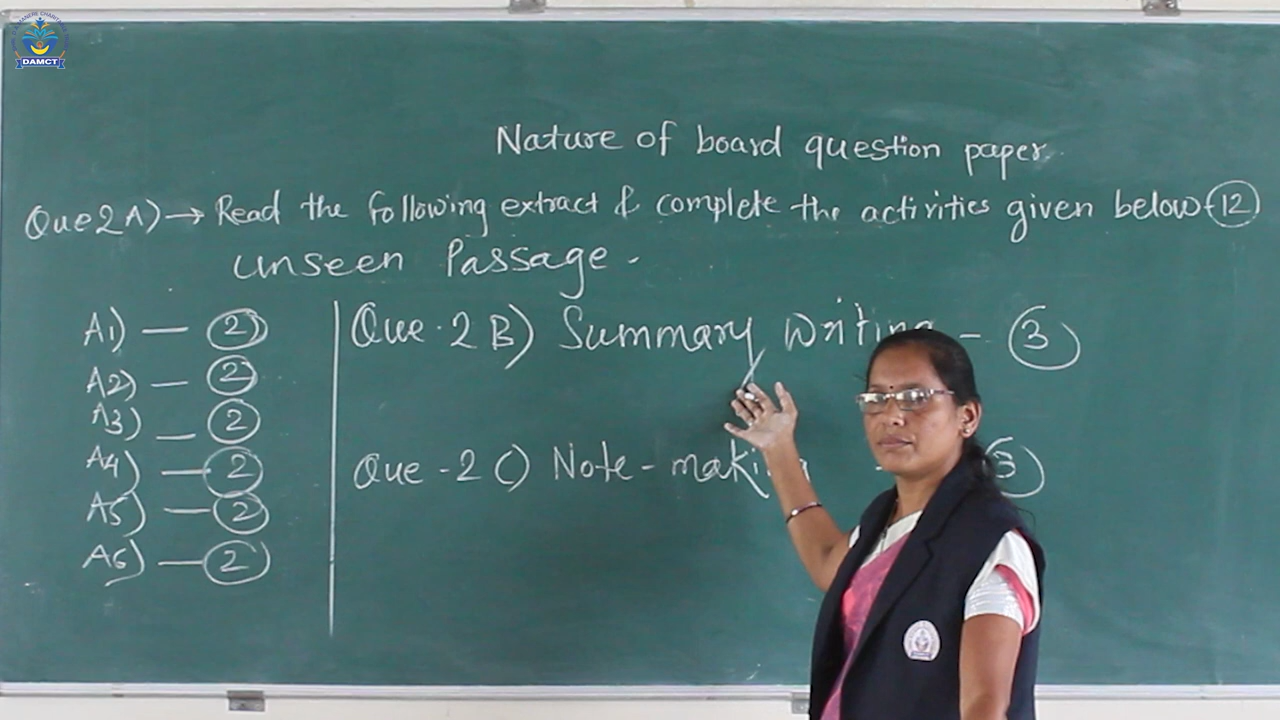 DAMCT
Nature of board question paper.
Que 2 A) → Read the following extract & complete the activities given below - 12
Unseen Passage.
A1) — 2
A2) — 2
A3) — 2
A4) — 2
A5) — 2
A6) — 2
Que. 2 B) Summary Writing - 3
Que - 2 C) Note-making - 3